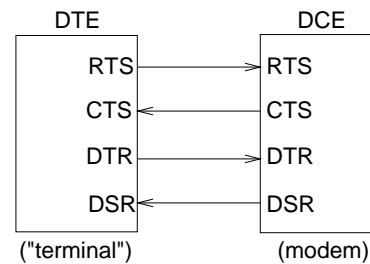 DTE DCE
RTS RTS
CTS CTS
DTR DTR
DSR DSR
("terminal") (modem)